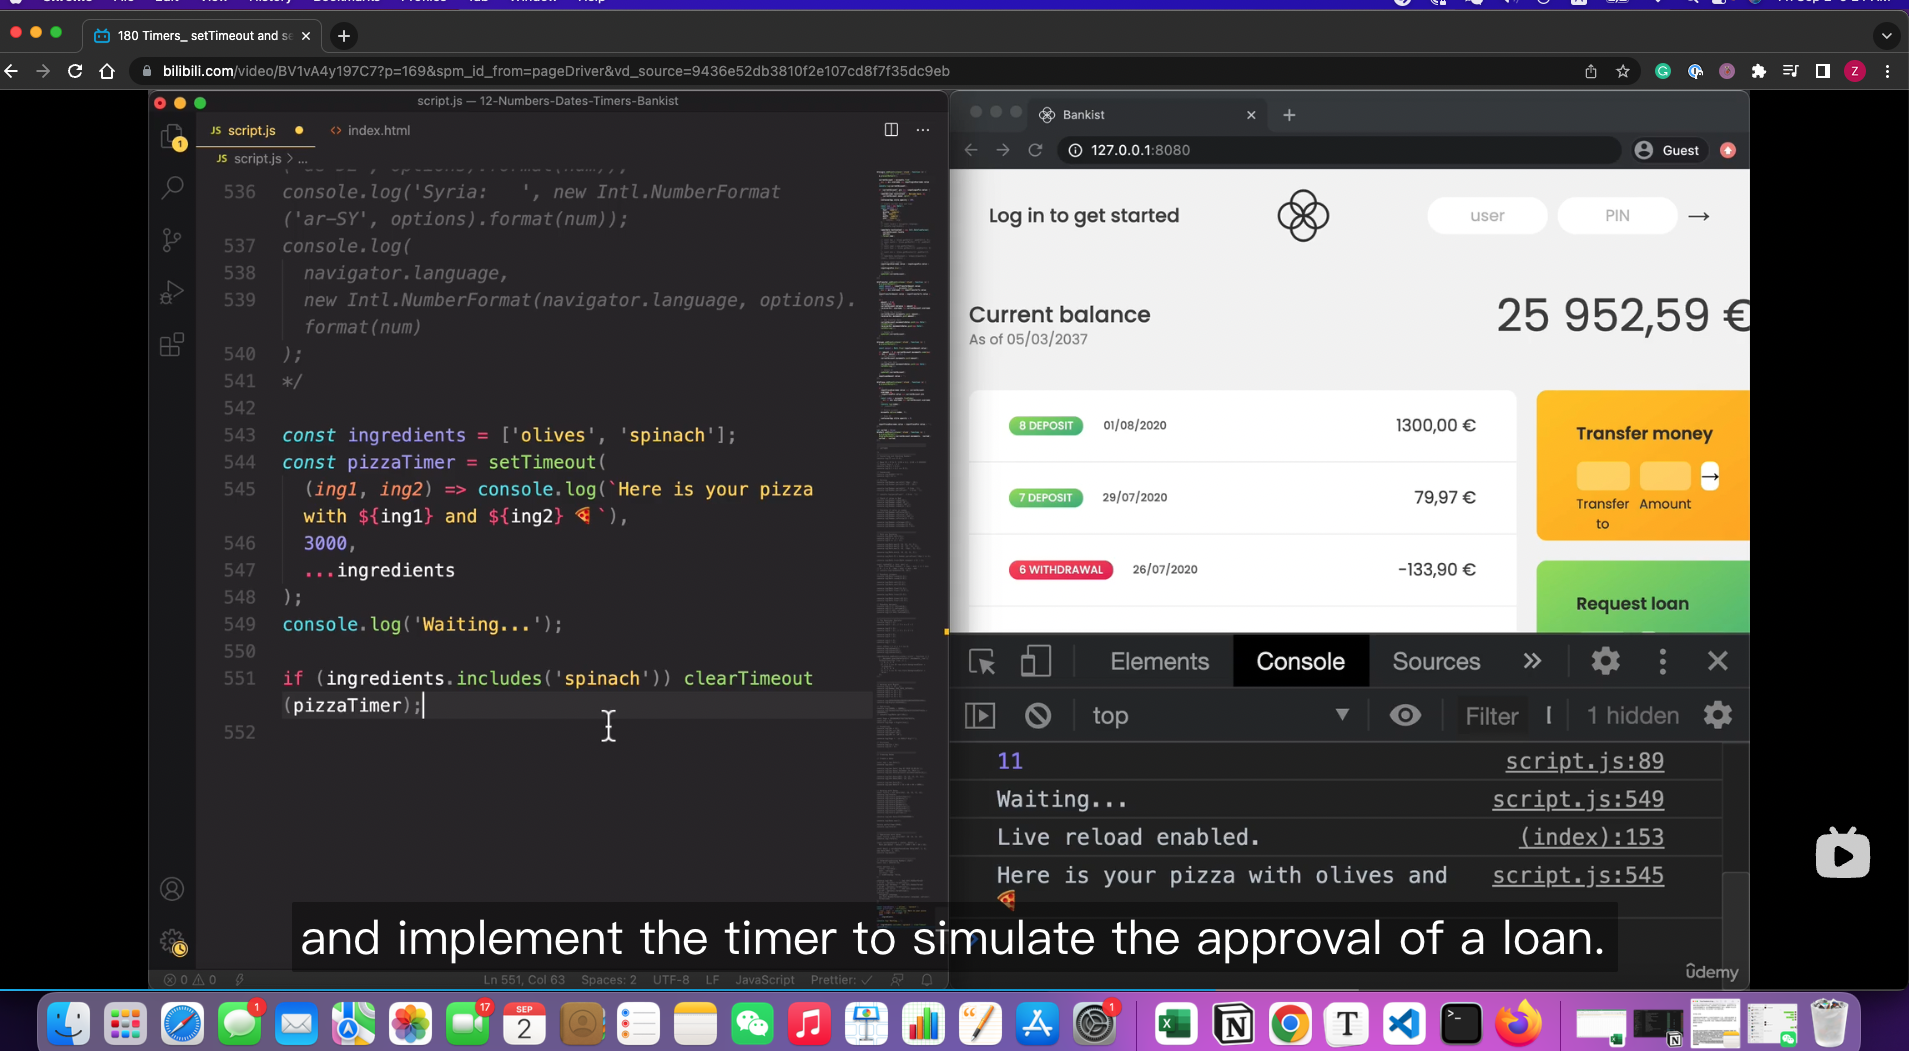 180 Timers_ setTimeout and se
bilibili.com/video/BV1vA4y197C7?p=169&spm_id_from=pageDriver&vd_source=9436e52db3810f2e107cd8f7f35dc9eb
Z
script.js — 12-Numbers-Dates-Timers-Bankist
JS script.js
<> index.html
1
JS script.js > ...
536 console.log('Syria:   ', new Intl.NumberFormat
('ar-SY', options).format(num));
537 console.log(
538 navigator.language,
539 new Intl.NumberFormat(navigator.language, options).
format(num)
540 );
541 */
542
543 const ingredients = ['olives', 'spinach'];
544 const pizzaTimer = setTimeout(
545 (ing1, ing2) => console.log(`Here is your pizza
with ${ing1} and ${ing2} 🍕`),
546 3000,
547 ...ingredients
548 );
549 console.log('Waiting...');
550
551 if (ingredients.includes('spinach')) clearTimeout
(pizzaTimer);
552
Ln 551, Col 63 Spaces: 2 UTF-8 LF JavaScript Prettier: ✓
0 0
Bankist
127.0.0.1:8080
Guest
Log in to get started
user
PIN
→
Current balance
As of 05/03/2037
25 952,59 €
8 DEPOSIT 01/08/2020 1300,00 €
7 DEPOSIT 29/07/2020 79,97 €
6 WITHDRAWAL 26/07/2020 -133,90 €
Transfer money
→
Transfer
to
Amount
Request loan
Elements Console Sources »
top Filter 1 hidden
11 script.js:89
Waiting... script.js:549
Live reload enabled. (index):153
Here is your pizza with olives and script.js:545
🍕
and implement the timer to simulate the approval of a loan.
ûdemy
1
17
SEP
2
1